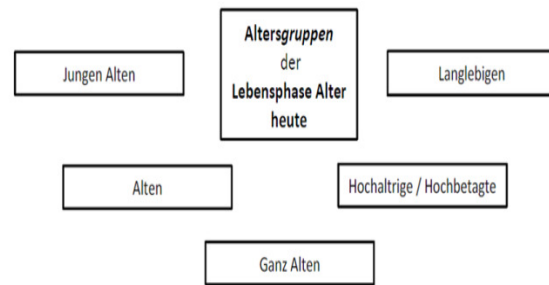 Altersgruppen
der
Lebensphase Alter
heute
Jungen Alten
Langlebigen
Alten
Hochaltrige / Hochbetagte
Ganz Alten